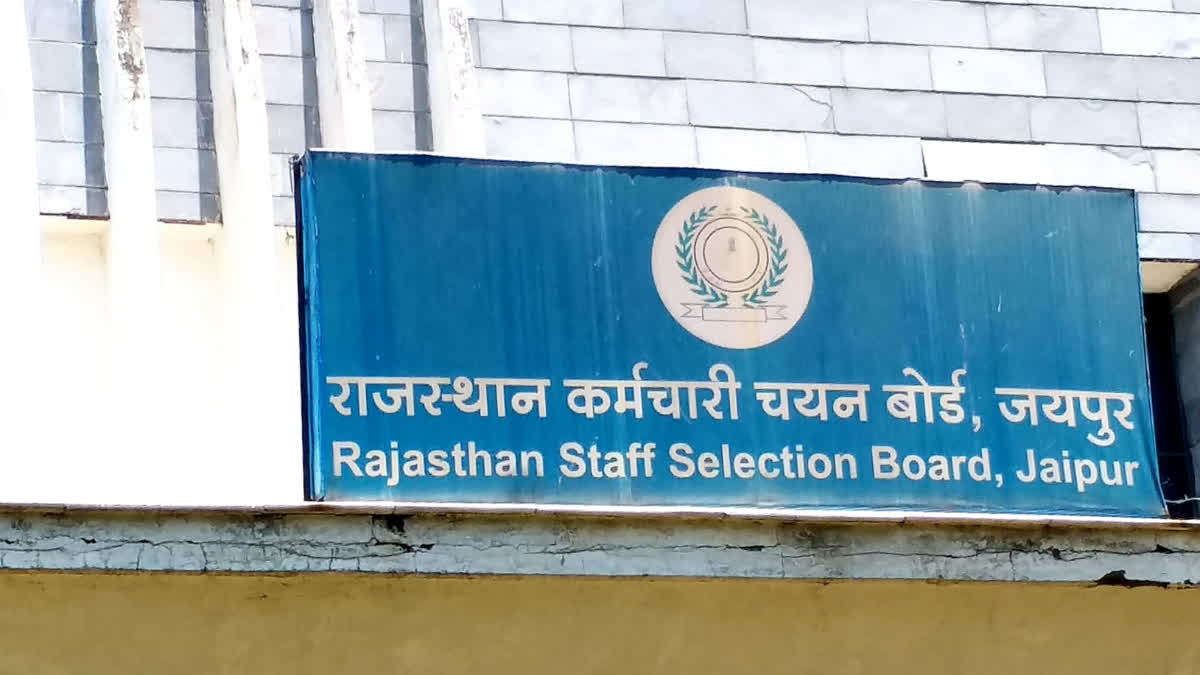 राजस्थान कर्मचारी चयन बोर्ड, जयपुर
Rajasthan Staff Selection Board, Jaipur